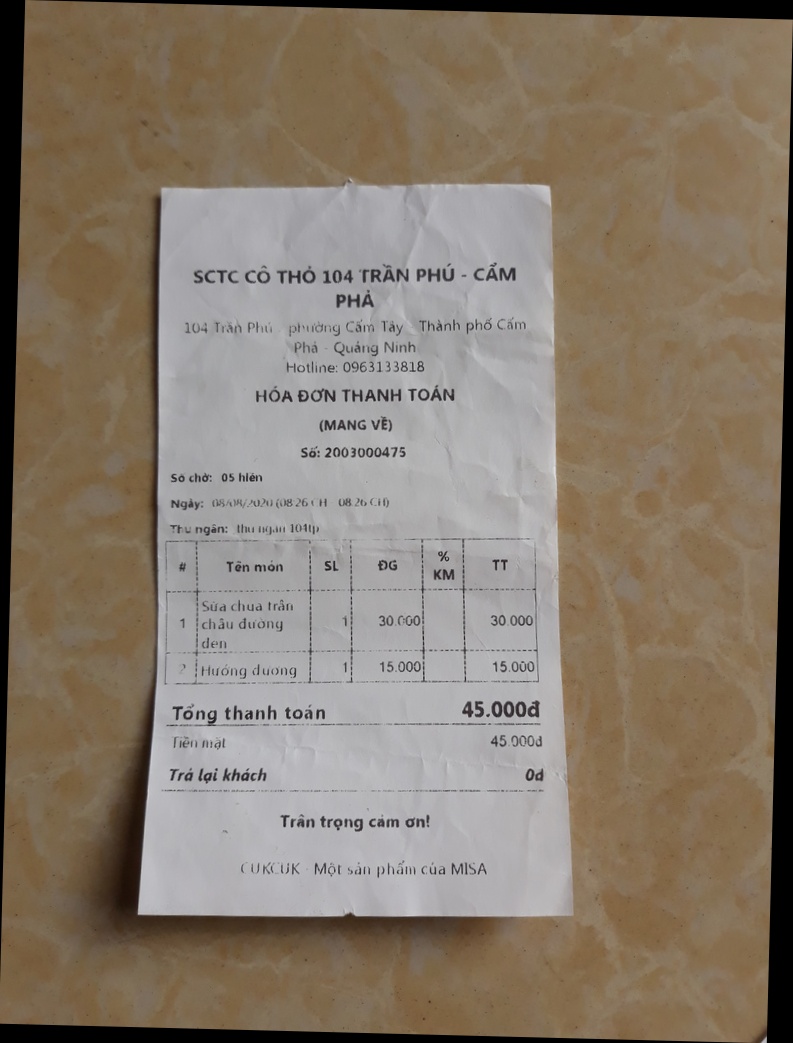 SCTC CÔ THỎ 104 TRẦN PHÚ - CẨM
PHẢ
104 Trần Phú - phường Cẩm Tây - Thành phố Cẩm
Phả - Quảng Ninh
Hotline: 0963133818
HÓA ĐƠN THANH TOÁN
(MANG VỀ)
Số: 2003000475
Số chờ: 05 hiên
Ngày: 08/08/2020 (08:26 CH - 08:26 CH)
Thu ngân: thu ngan 104tp
# Tên món SL ĐG % KM TT
1 Sữa chua trân châu đường đen 1 30.000 30.000
2 Hướng dương 1 15.000 15.000
Tổng thanh toán 45.000đ
Tiền mặt 45.000đ
Trả lại khách 0đ
Trân trọng cảm ơn!
CUKCUK - Một sản phẩm của MISA